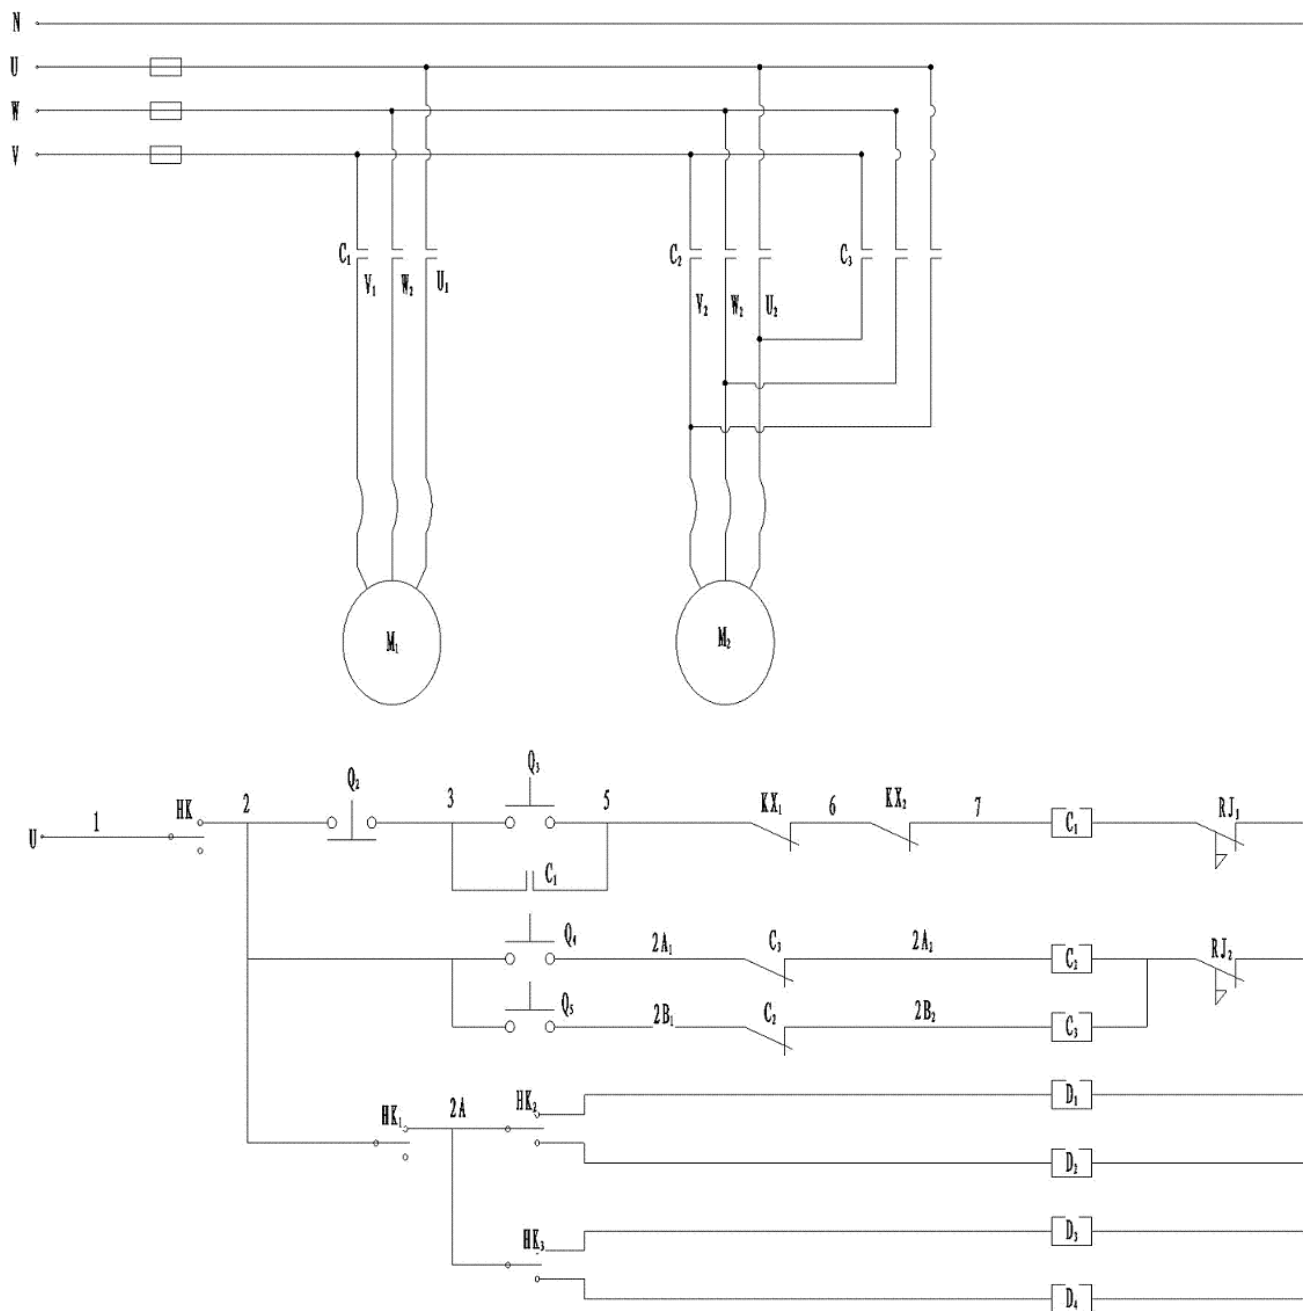 N
U
W
V
C₁ V₁ W₂ U₁
C₂ V₂ W₂ U₂ C₃
M₁ M₂
U 1 HK 2 Q₂ 3 Q₃ 5 KX₁ 6 KX₂ 7 C₁ RJ₁
C₁
Q₄ 2A₁ C₃ 2A₂ C₂ RJ₂
Q₅ 2B₁ C₂ 2B₂ C₃
HK₁ 2A HK₂ D₁
D₂
HK₃ D₃
D₄